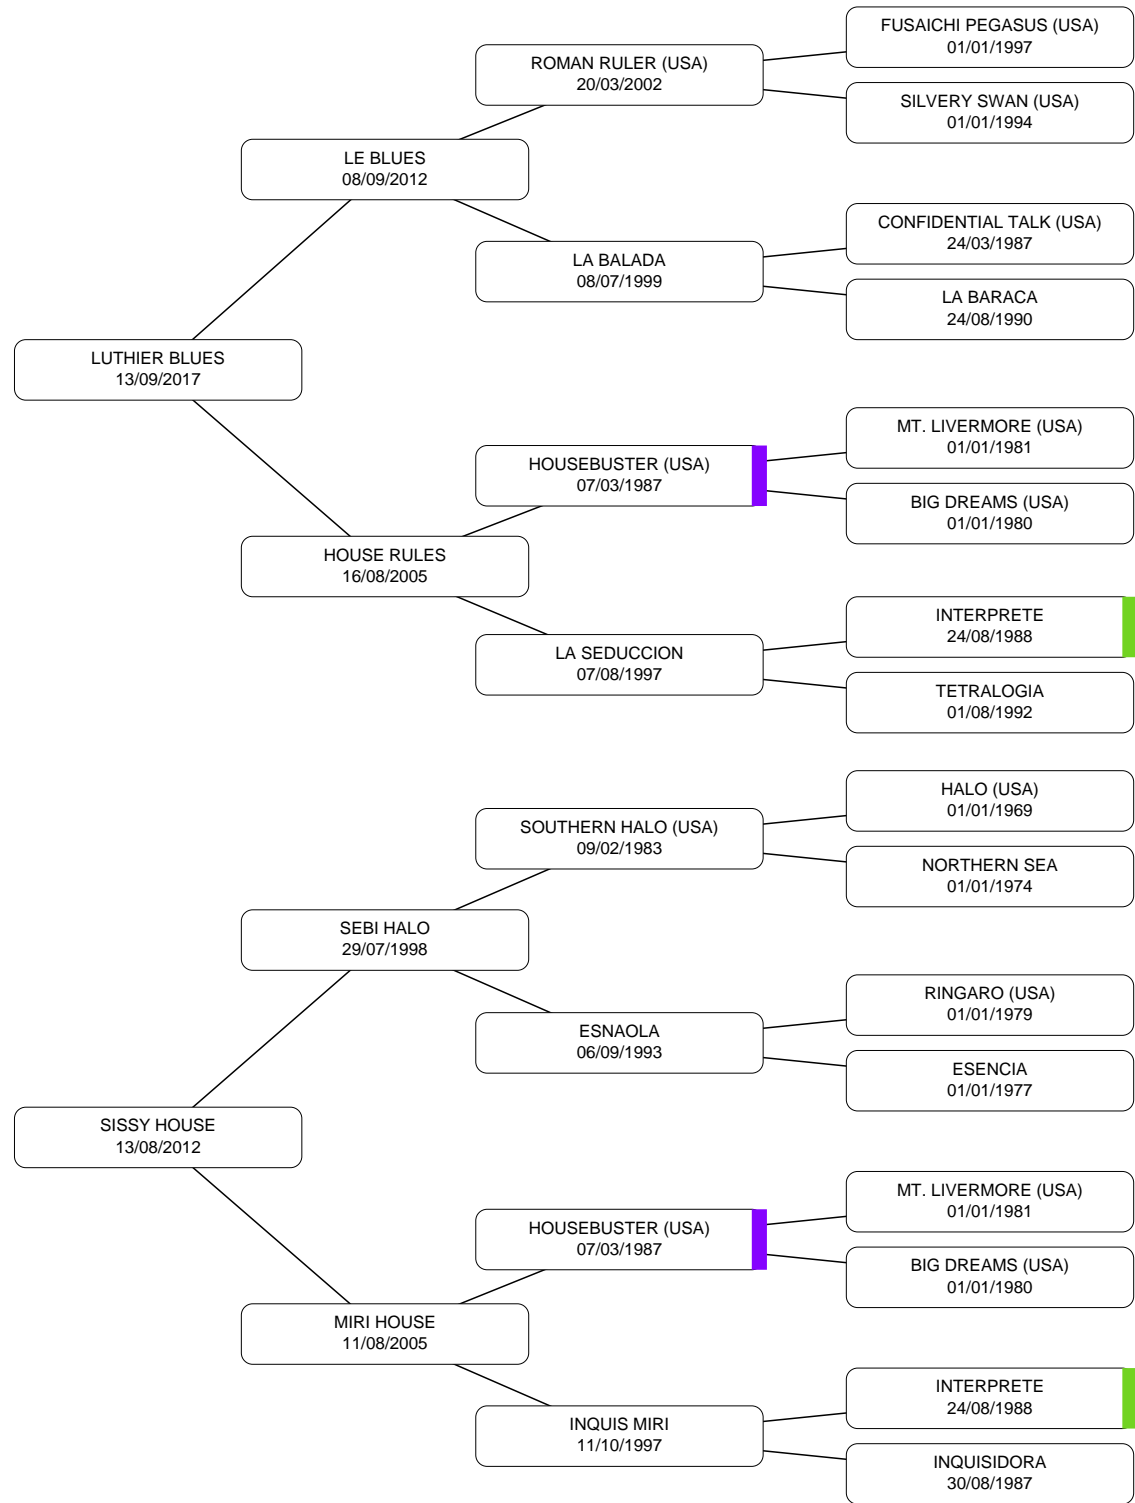 FUSAICHI PEGASUS (USA)
01/01/1997
ROMAN RULER (USA)
20/03/2002
SILVERY SWAN (USA)
01/01/1994
LE BLUES
08/09/2012
CONFIDENTIAL TALK (USA)
24/03/1987
LA BALADA
08/07/1999
LA BARACA
24/08/1990
LUTHIER BLUES
13/09/2017
MT. LIVERMORE (USA)
01/01/1981
HOUSEBUSTER (USA)
07/03/1987
BIG DREAMS (USA)
01/01/1980
HOUSE RULES
16/08/2005
INTERPRETE
24/08/1988
LA SEDUCCION
07/08/1997
TETRALOGIA
01/08/1992
HALO (USA)
01/01/1969
SOUTHERN HALO (USA)
09/02/1983
NORTHERN SEA
01/01/1974
SEBI HALO
29/07/1998
RINGARO (USA)
01/01/1979
ESNAOLA
06/09/1993
ESENCIA
01/01/1977
SISSY HOUSE
13/08/2012
MT. LIVERMORE (USA)
01/01/1981
HOUSEBUSTER (USA)
07/03/1987
BIG DREAMS (USA)
01/01/1980
MIRI HOUSE
11/08/2005
INTERPRETE
24/08/1988
INQUIS MIRI
11/10/1997
INQUISIDORA
30/08/1987